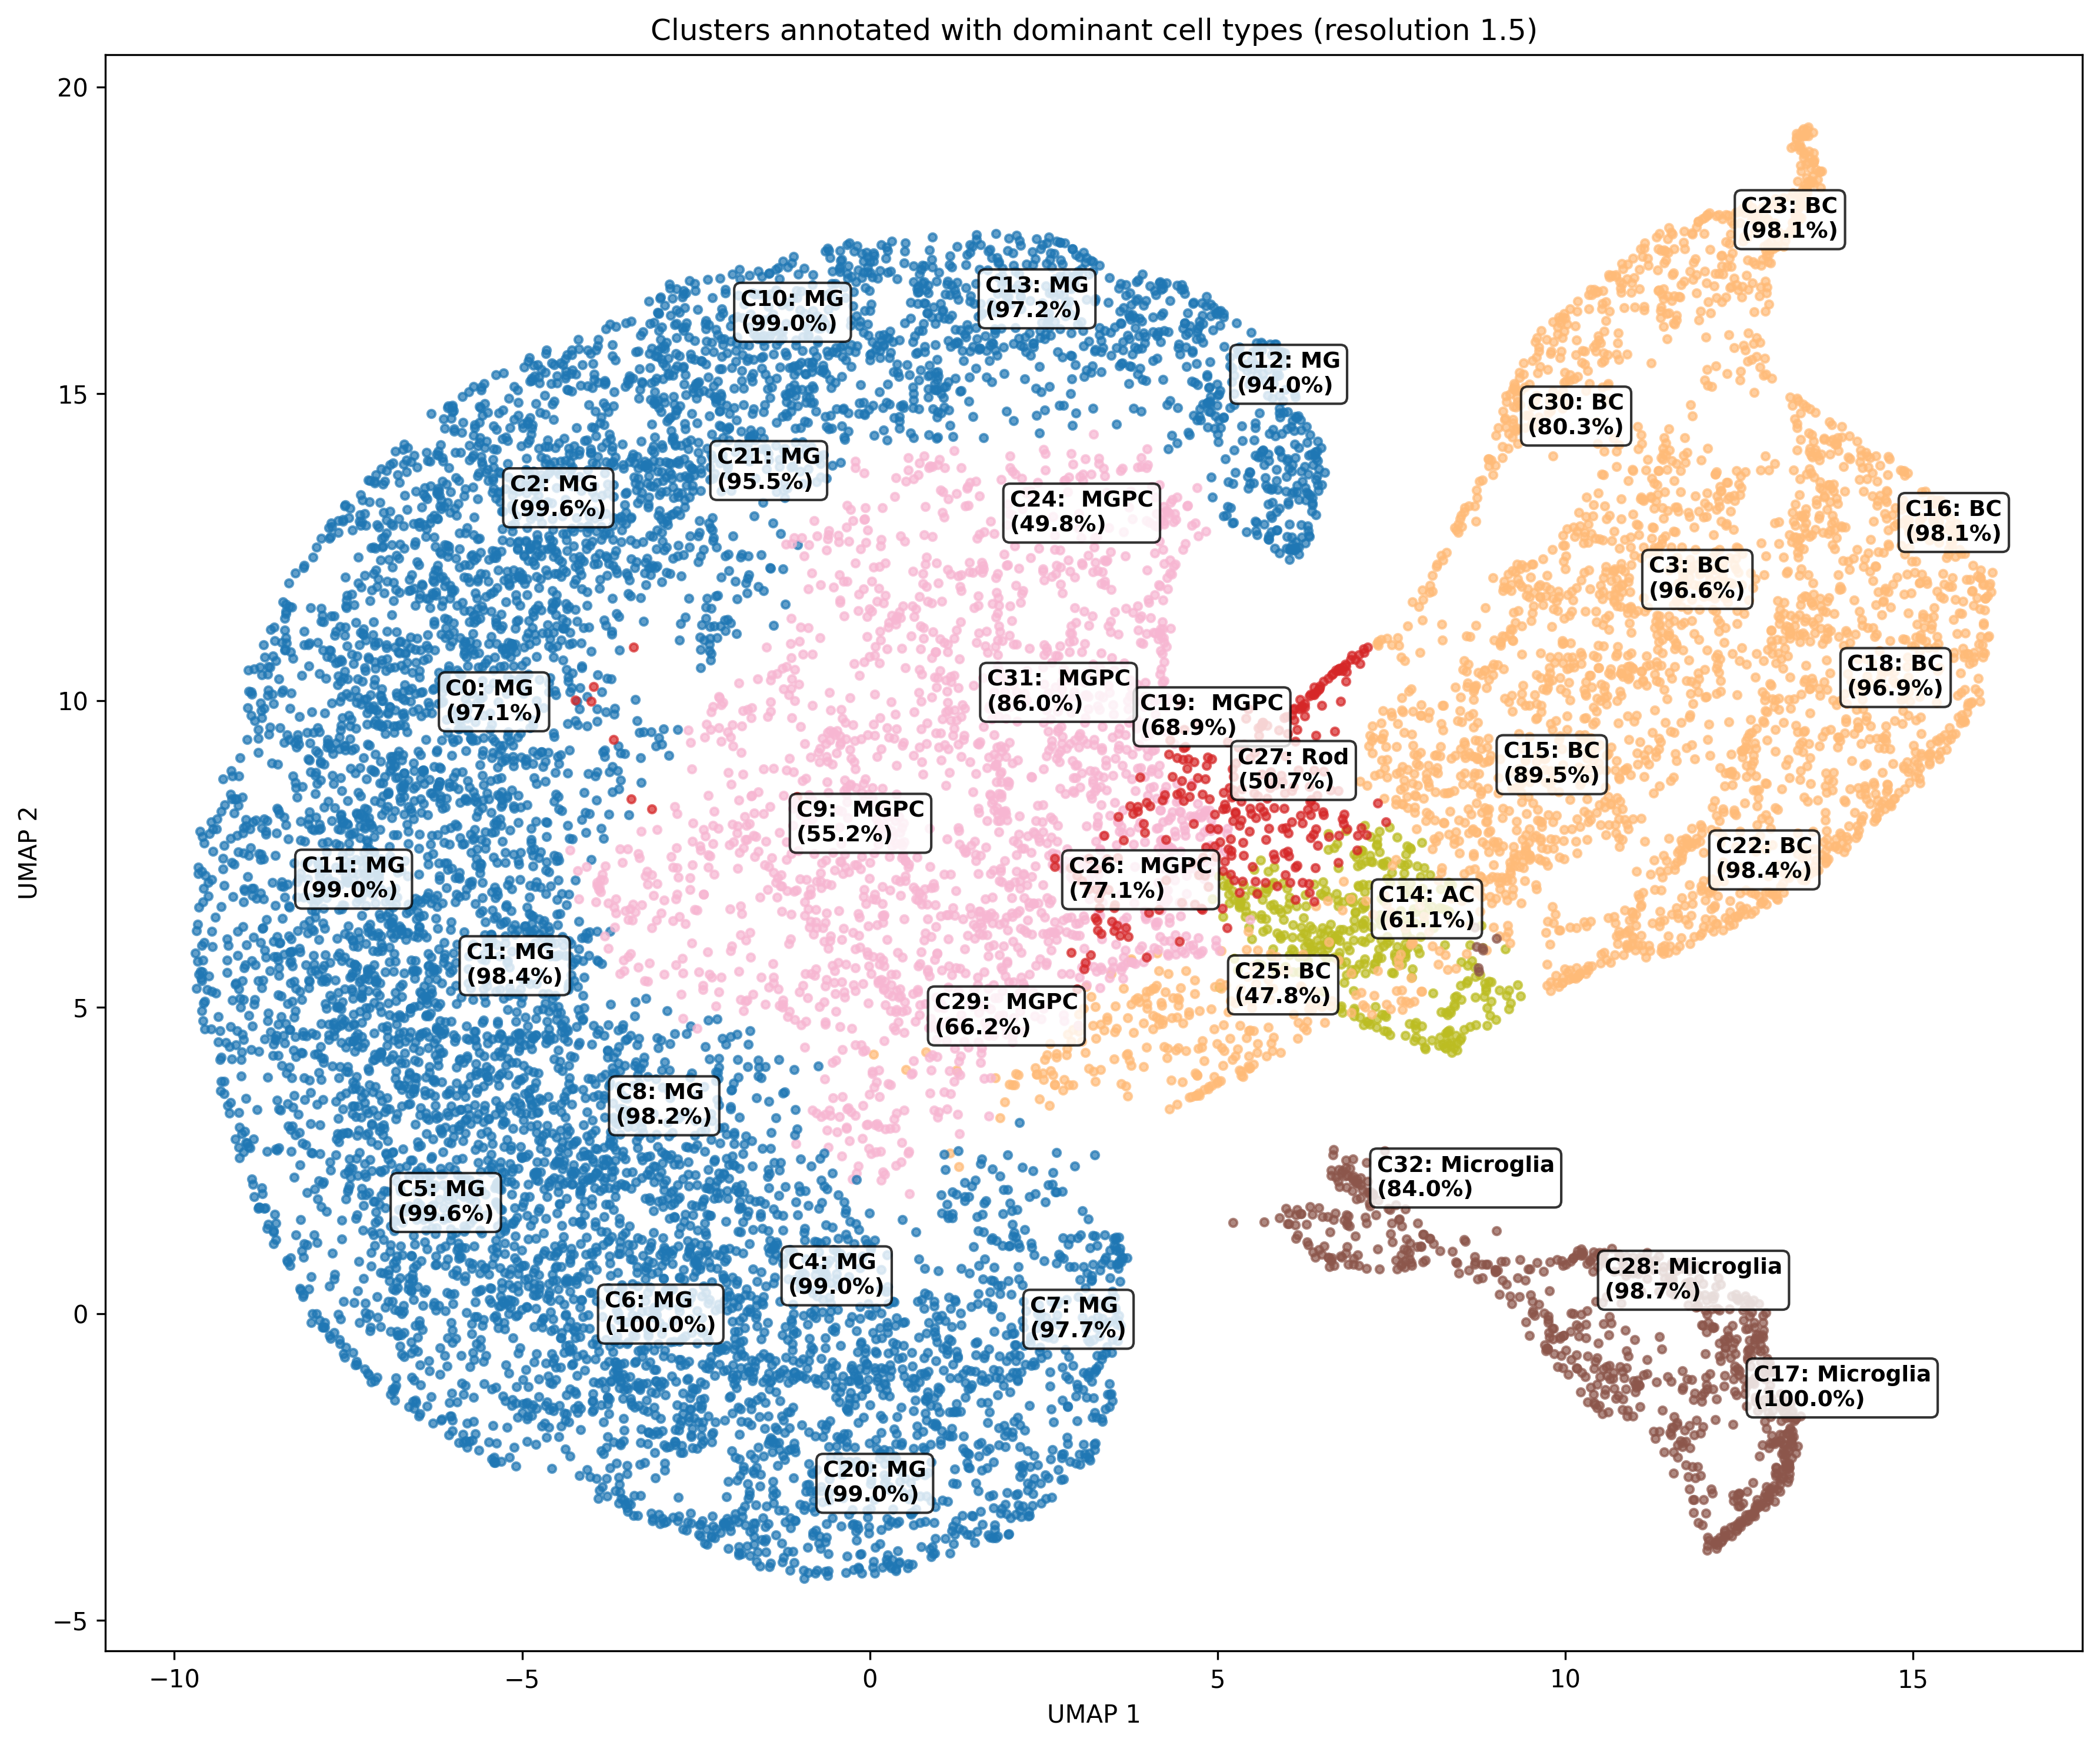 Clusters annotated with dominant cell types (resolution 1.5)
20
15
10
5
0
−5
UMAP 2
C23: BC
(98.1%)
C10: MG
(99.0%)
C13: MG
(97.2%)
C12: MG
(94.0%)
C30: BC
(80.3%)
C21: MG
(95.5%)
C2: MG
(99.6%)
C24:  MGPC
(49.8%)
C16: BC
(98.1%)
C3: BC
(96.6%)
C0: MG
(97.1%)
C31:  MGPC
(86.0%)
C19:  MGPC
(68.9%)
C18: BC
(96.9%)
C27: Rod
(50.7%)
C15: BC
(89.5%)
C9:  MGPC
(55.2%)
C11: MG
(99.0%)
C26:  MGPC
(77.1%)
C22: BC
(98.4%)
C14: AC
(61.1%)
C1: MG
(98.4%)
C25: BC
(47.8%)
C29:  MGPC
(66.2%)
C8: MG
(98.2%)
C5: MG
(99.6%)
C32: Microglia
(84.0%)
C4: MG
(99.0%)
C6: MG
(100.0%)
C7: MG
(97.7%)
C28: Microglia
(98.7%)
C17: Microglia
(100.0%)
C20: MG
(99.0%)
−10
−5
0
5
10
15
UMAP 1